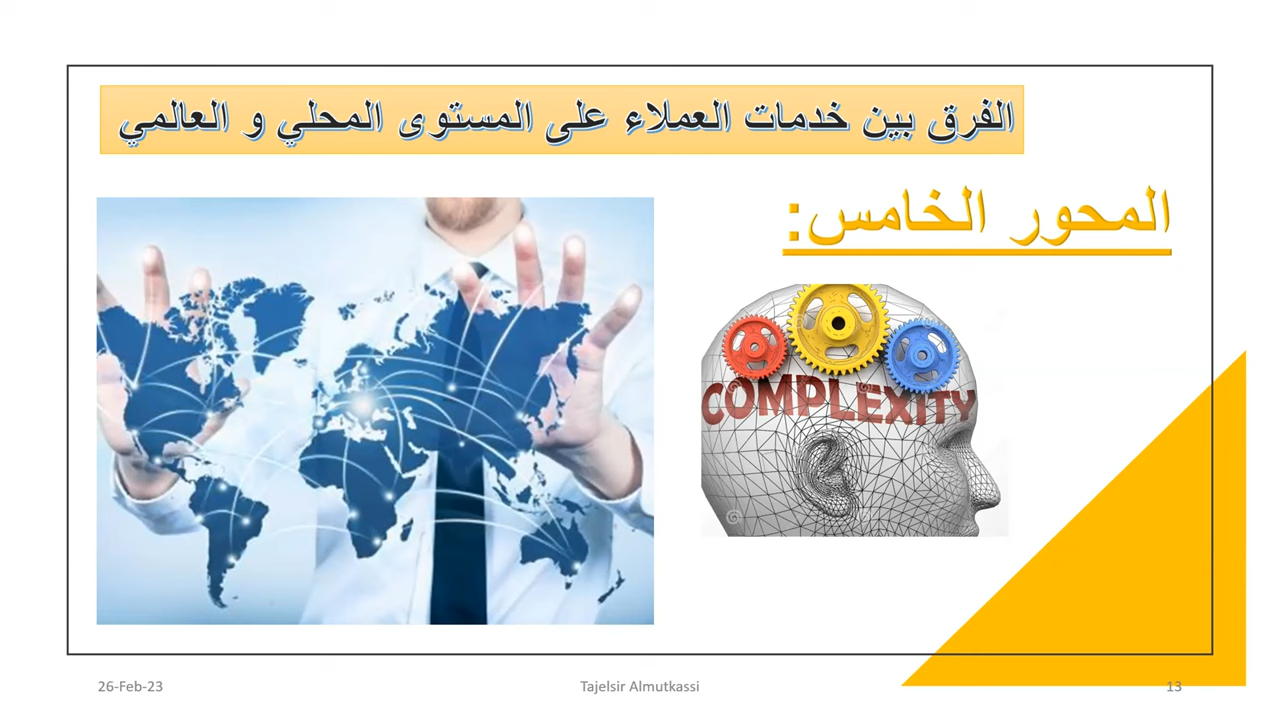 الفرق بين خدمات العملاء على المستوى المحلي و العالمي
المحور الخامس:
COMPLEXITY
26-Feb-23
Tajelsir Almutkassi
13